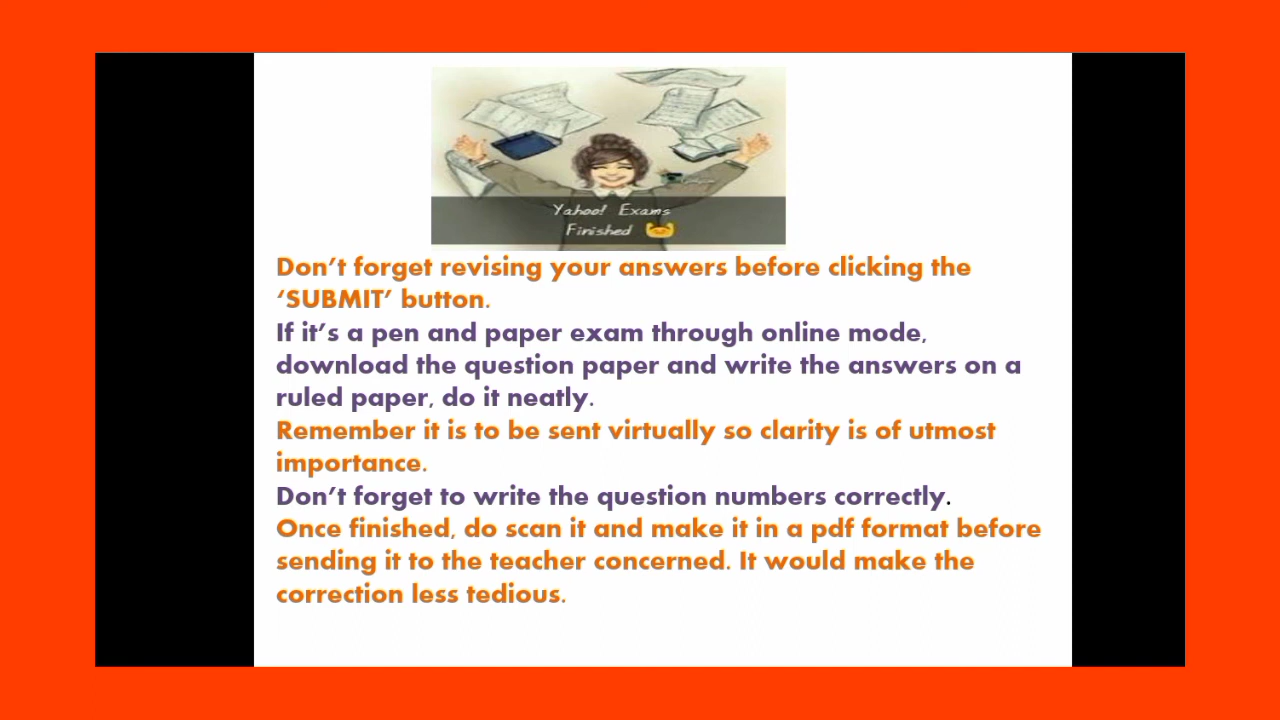 Yahoo! Exams
Finished
Don’t forget revising your answers before clicking the
‘SUBMIT’ button.
If it’s a pen and paper exam through online mode,
download the question paper and write the answers on a
ruled paper, do it neatly.
Remember it is to be sent virtually so clarity is of utmost
importance.
Don’t forget to write the question numbers correctly.
Once finished, do scan it and make it in a pdf format before
sending it to the teacher concerned. It would make the
correction less tedious.